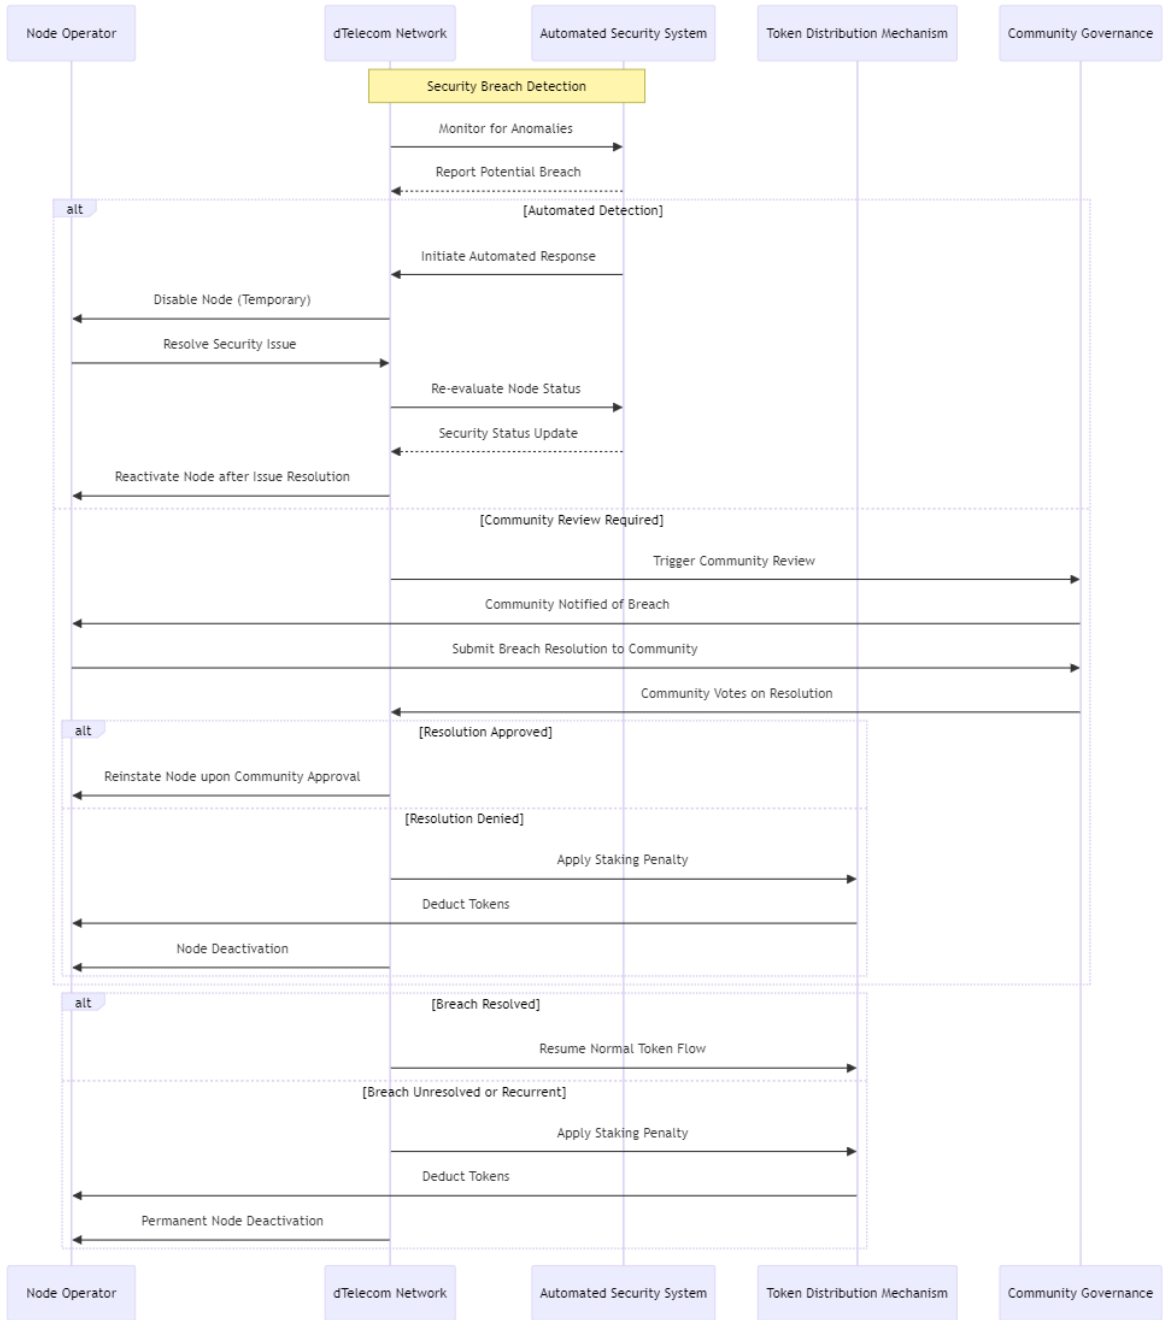 Node Operator
dTelecom Network
Automated Security System
Token Distribution Mechanism
Community Governance
Security Breach Detection
Monitor for Anomalies
Report Potential Breach
alt
[Automated Detection]
Initiate Automated Response
Disable Node (Temporary)
Resolve Security Issue
Re-evaluate Node Status
Security Status Update
Reactivate Node after Issue Resolution
[Community Review Required]
Trigger Community Review
Community Notified of Breach
Submit Breach Resolution to Community
Community Votes on Resolution
alt
[Resolution Approved]
Reinstate Node upon Community Approval
[Resolution Denied]
Apply Staking Penalty
Deduct Tokens
Node Deactivation
alt
[Breach Resolved]
Resume Normal Token Flow
[Breach Unresolved or Recurrent]
Apply Staking Penalty
Deduct Tokens
Permanent Node Deactivation
Node Operator
dTelecom Network
Automated Security System
Token Distribution Mechanism
Community Governance